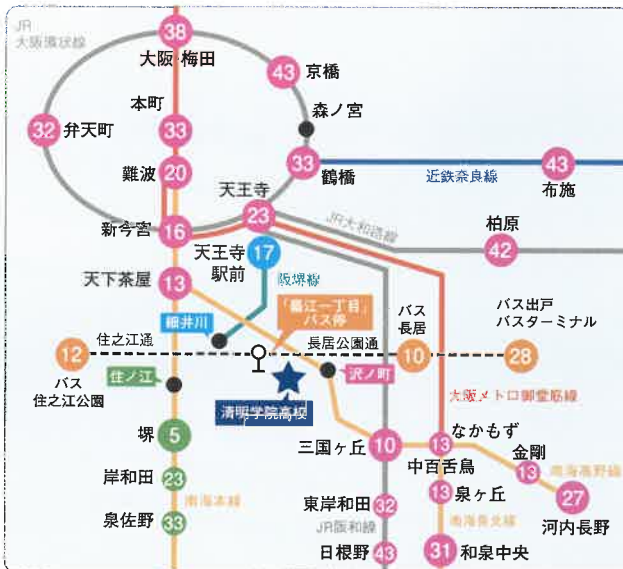 JR
大阪環状線
38
大阪・梅田
43
京橋
本町
森ノ宮
32
弁天町
33
難波
20
33
鶴橋
近鉄奈良線
43
布施
天王寺
23
新今宮
16
JR大和路線
柏原
42
天王寺
駅前
17
天下茶屋
13
阪堺線
細井川
「墓江一丁目」
バス停
バス
長居
バス出戸
バスターミナル
住之江通
長居公園通
12
10
28
バス
住之江公園
住ノ江
沢ノ町
清明学院高校
大阪メトロ御堂筋線
堺
5
三国ヶ丘
10
13
なかもず
中百舌鳥
金剛
13
南海高野線
岸和田
23
南海本線
東岸和田
32
13
泉ヶ丘
27
河内長野
泉佐野
33
JR阪和線
南海泉北線
日根野
43
31
和泉中央